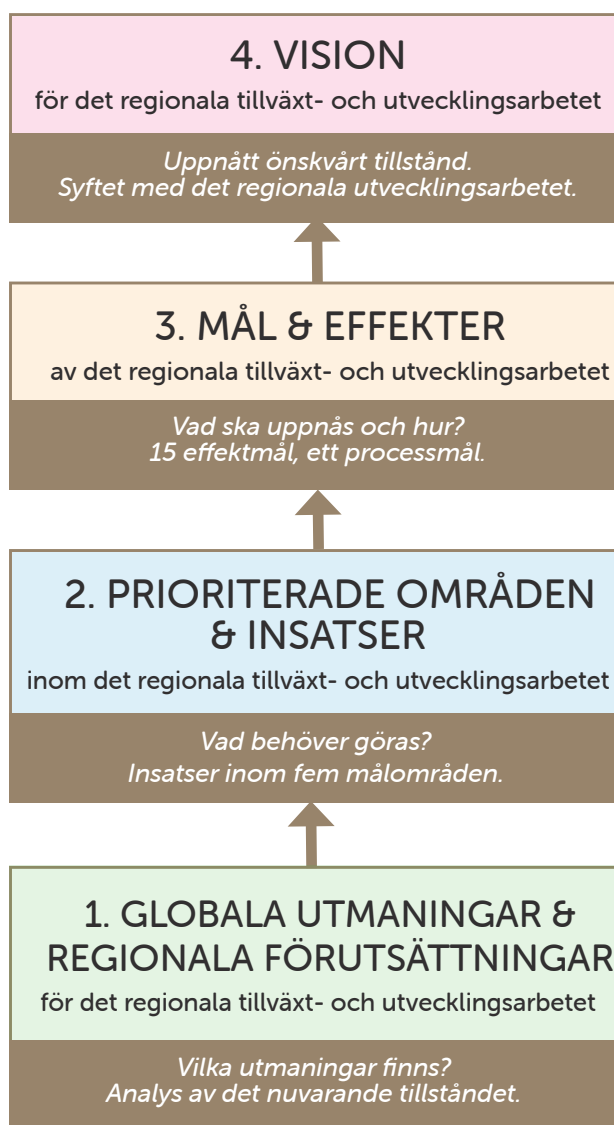 4. VISION
för det regionala tillväxt- och utvecklingsarbetet
Uppnått önskvärt tillstånd.
Syftet med det regionala utvecklingsarbetet.
3. MÅL & EFFEKTER
av det regionala tillväxt- och utvecklingsarbetet
Vad ska uppnås och hur?
15 effektmål, ett processmål.
2. PRIORITERADE OMRÅDEN
& INSATSER
inom det regionala tillväxt- och utvecklingsarbetet
Vad behöver göras?
Insatser inom fem målområden.
1. GLOBALA UTMANINGAR &
REGIONALA FÖRUTSÄTTNINGAR
för det regionala tillväxt- och utvecklingsarbetet
Vilka utmaningar finns?
Analys av det nuvarande tillståndet.